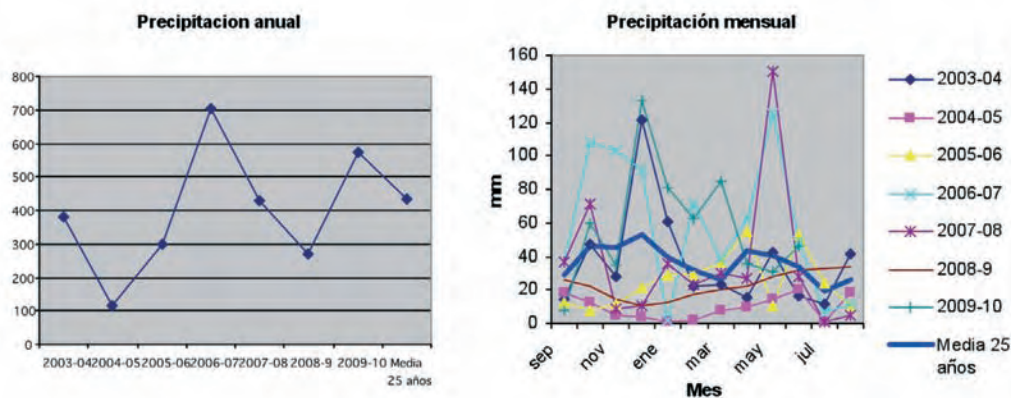 Precipitacion anual
800
700
600
500
400
300
200
100
0
2003-04 2004-05 2005-06 2006-07 2007-08 2008-9 2009-10 Media
25 años
Precipitación mensual
mm
160
140
120
100
80
60
40
20
0
sep nov ene mar may jul
Mes
2003-04
2004-05
2005-06
2006-07
2007-08
2008-9
2009-10
Media 25
años